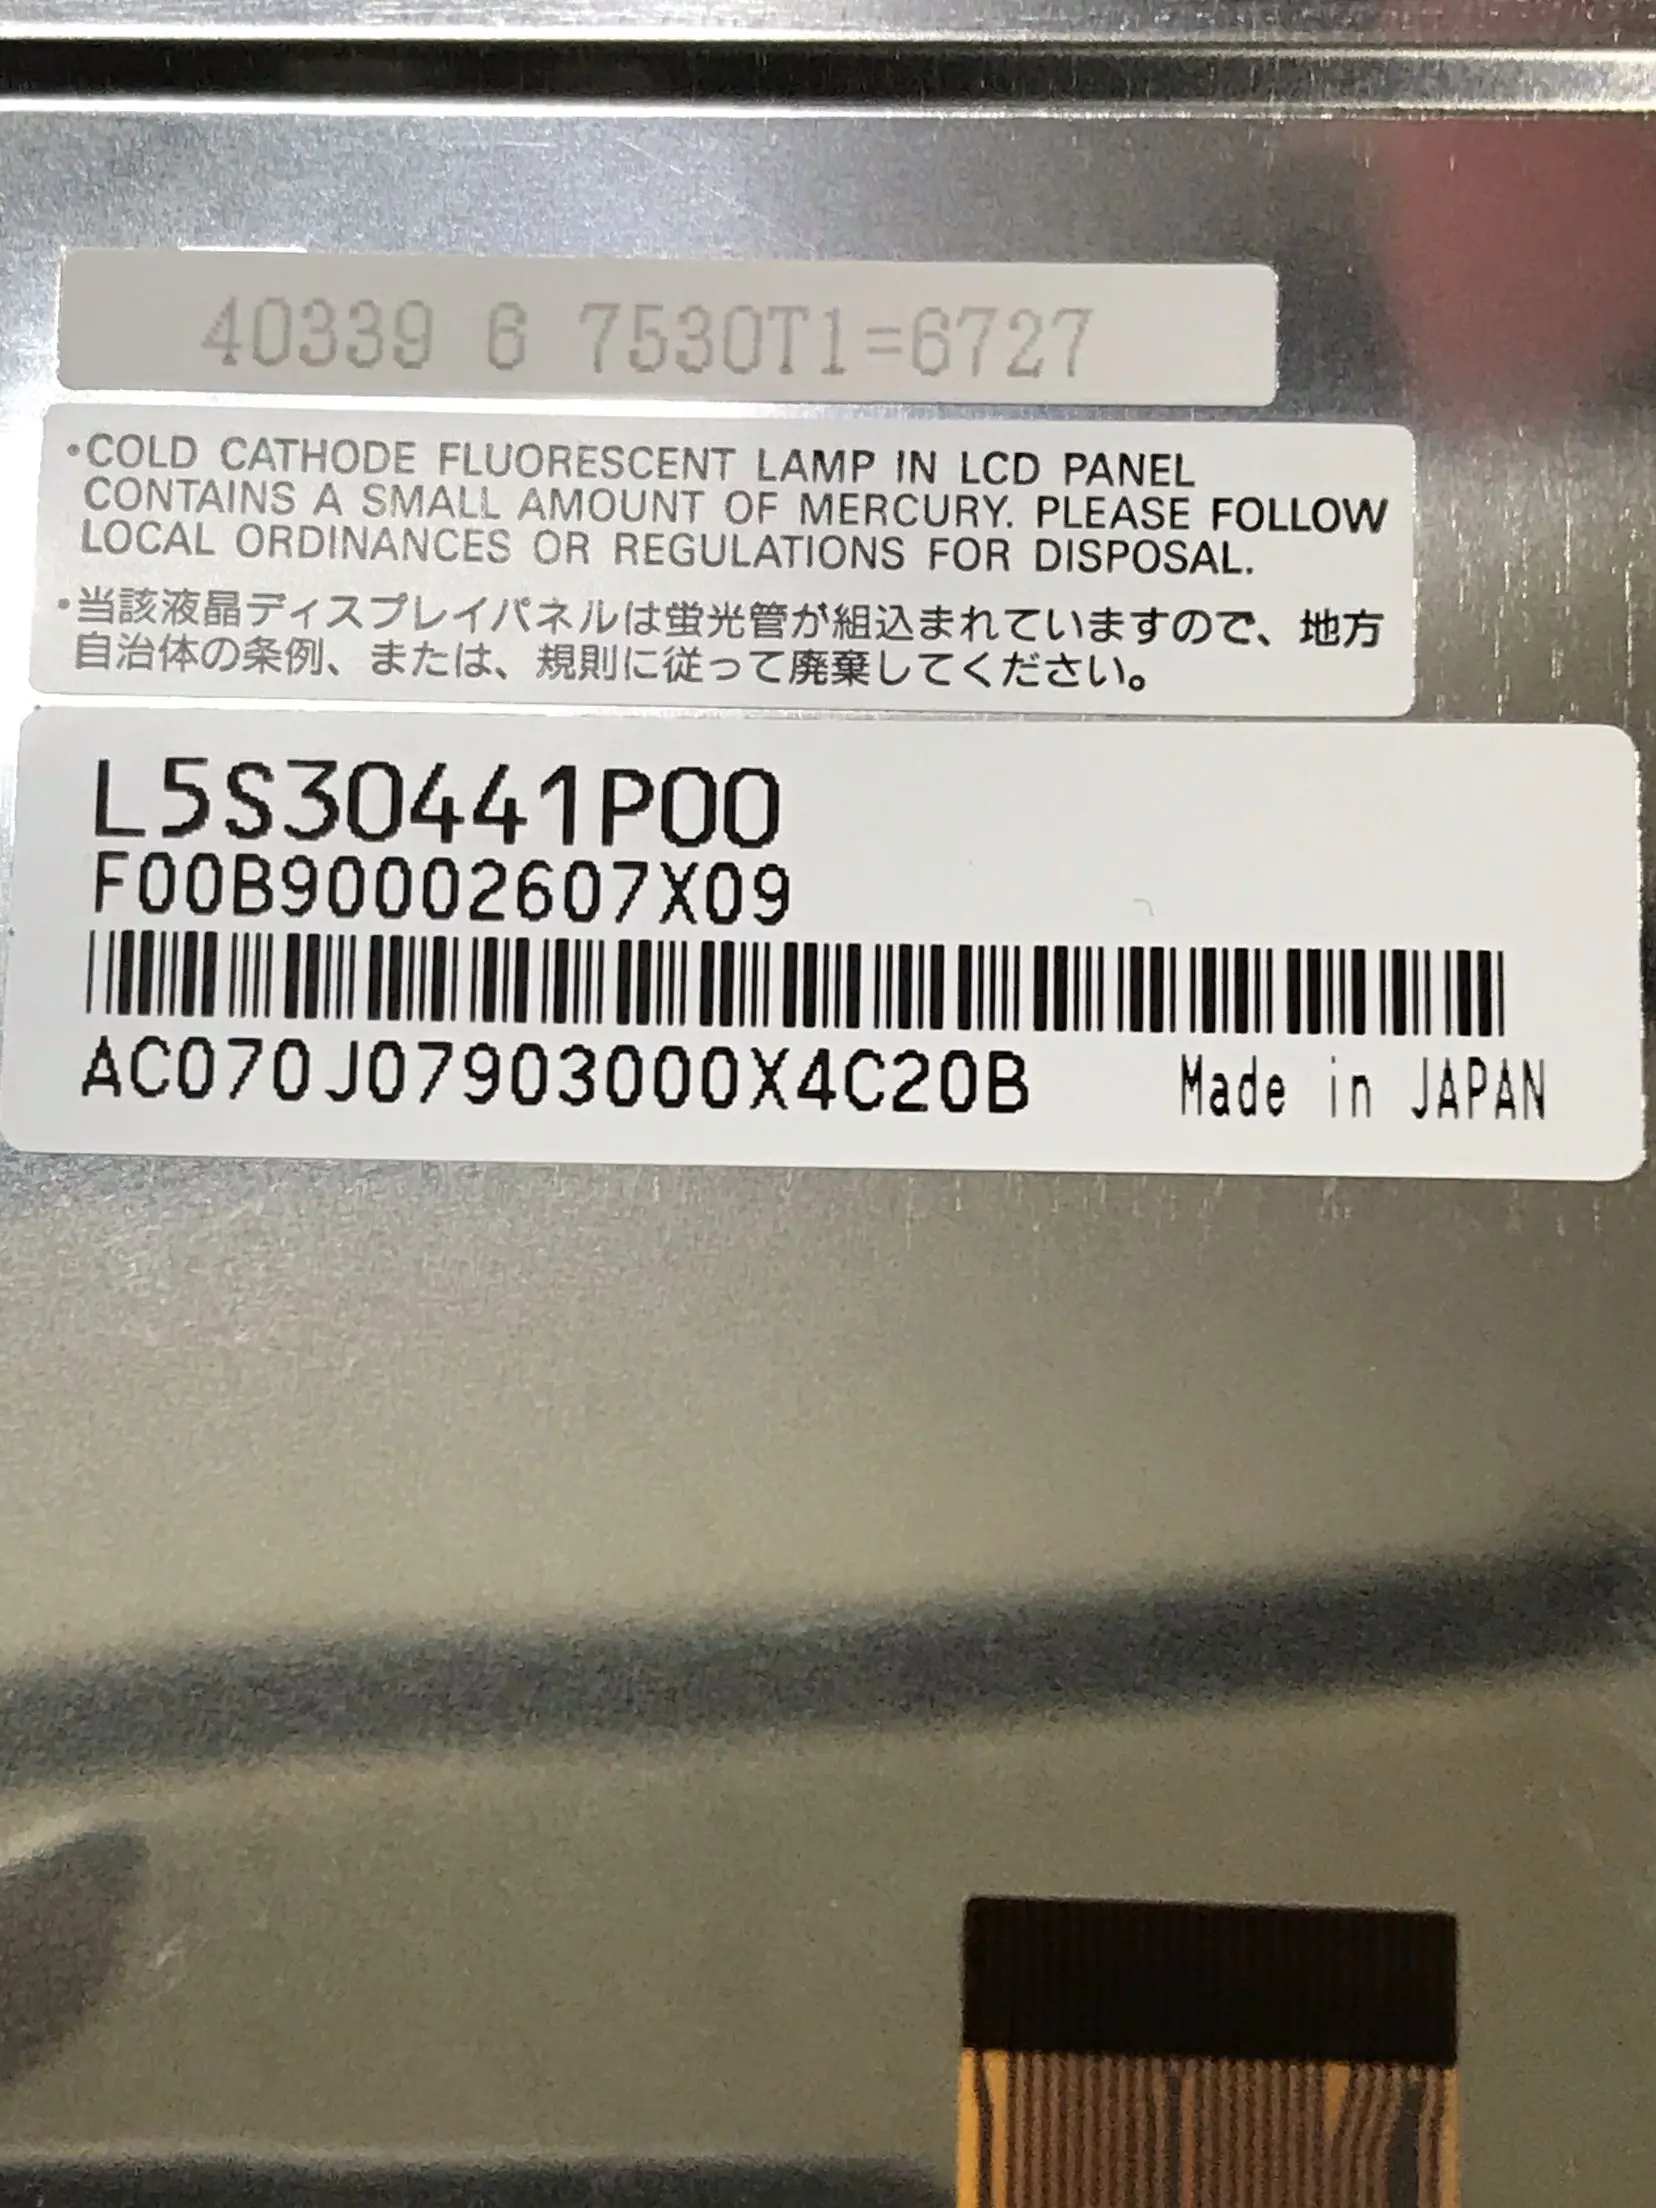 40339 6 7530T1=6727
・COLD CATHODE FLUORESCENT LAMP IN LCD PANEL
CONTAINS A SMALL AMOUNT OF MERCURY. PLEASE FOLLOW
LOCAL ORDINANCES OR REGULATIONS FOR DISPOSAL.
・当該液晶ディスプレイパネルは蛍光管が組込まれていますので、地方
自治体の条例、または、規則に従って廃棄してください。
L5S30441P00
F00B90002607X09
AC070J07903000X4C20B Made in JAPAN